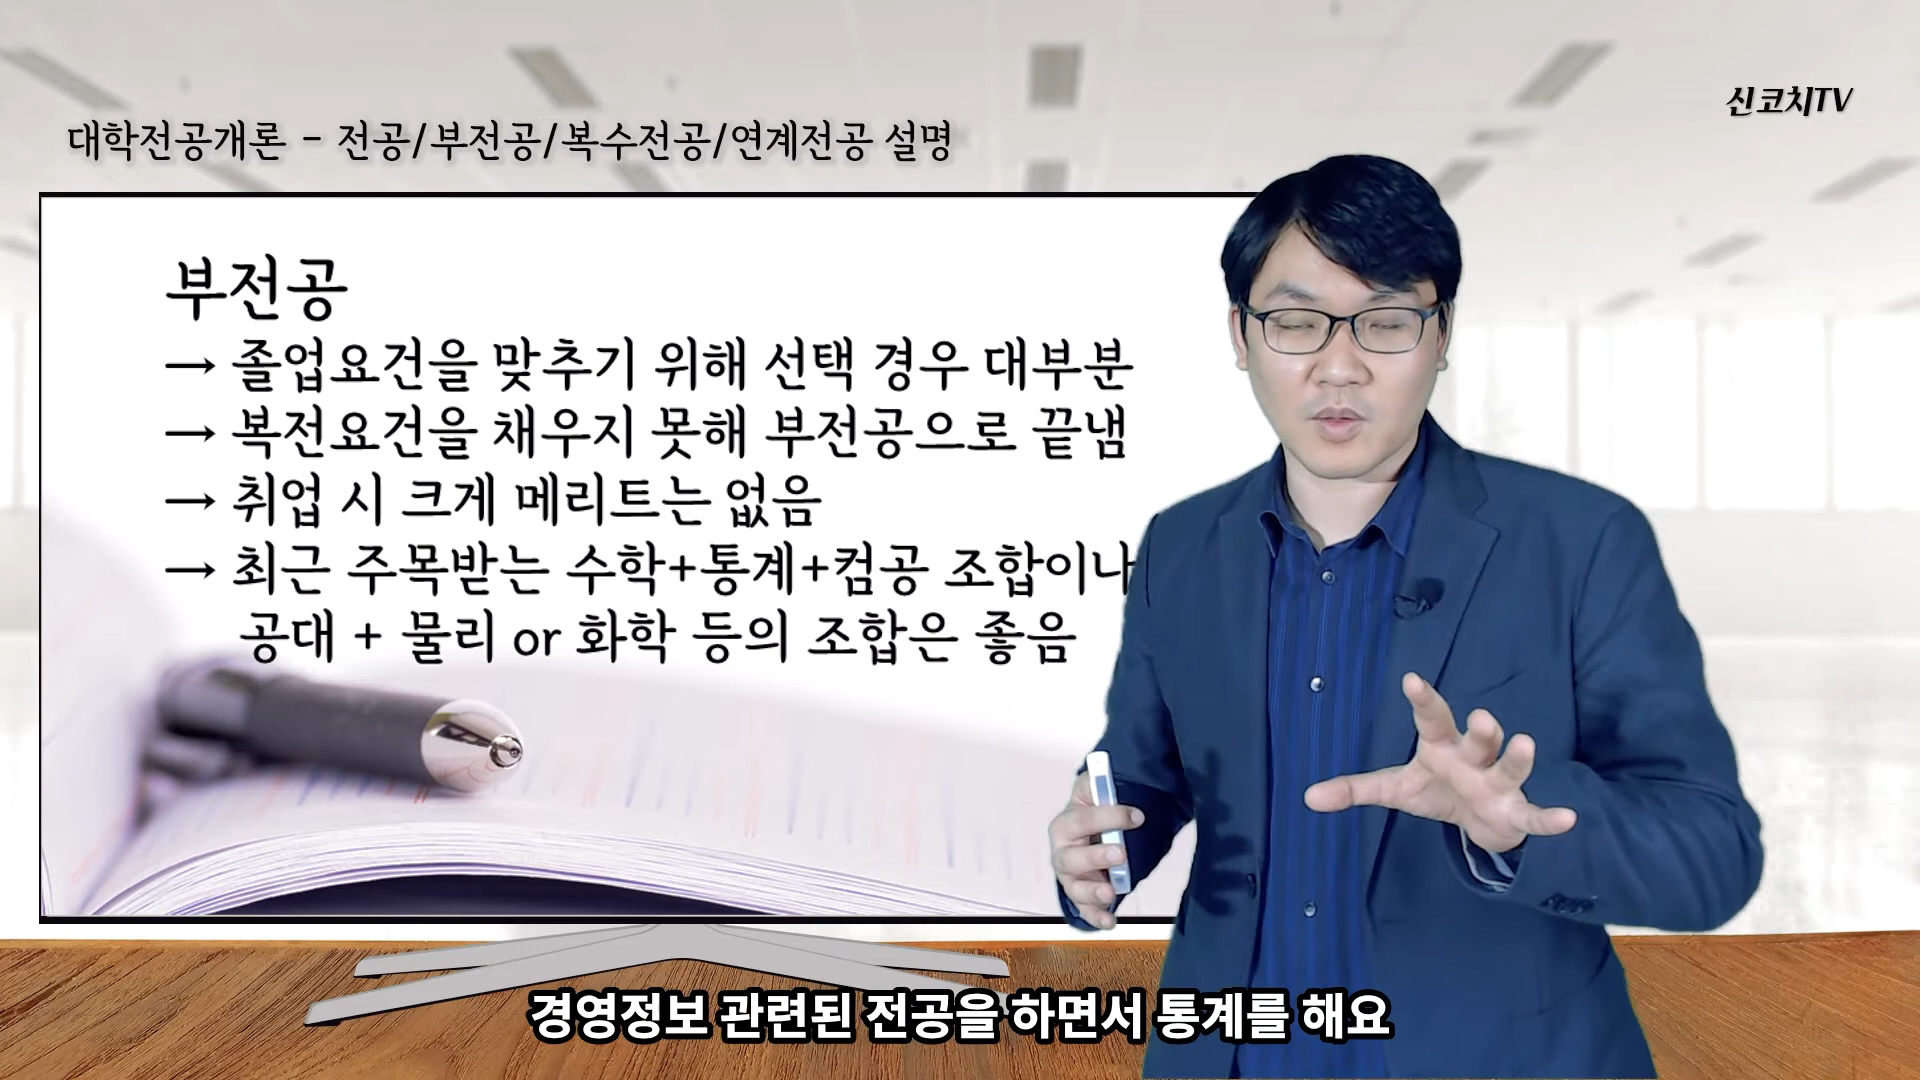 신코치TV
대학전공개론 - 전공/부전공/복수전공/연계전공 설명
부전공
→ 졸업요건을 맞추기 위해 선택 경우 대부분
→ 복전요건을 채우지 못해 부전공으로 끝냄
→ 취업 시 크게 메리트는 없음
→ 최근 주목받는 수학+통계+컴공 조합이나
공대 + 물리 or 화학 등의 조합은 좋음
경영정보 관련된 전공을 하면서 통계를 해요